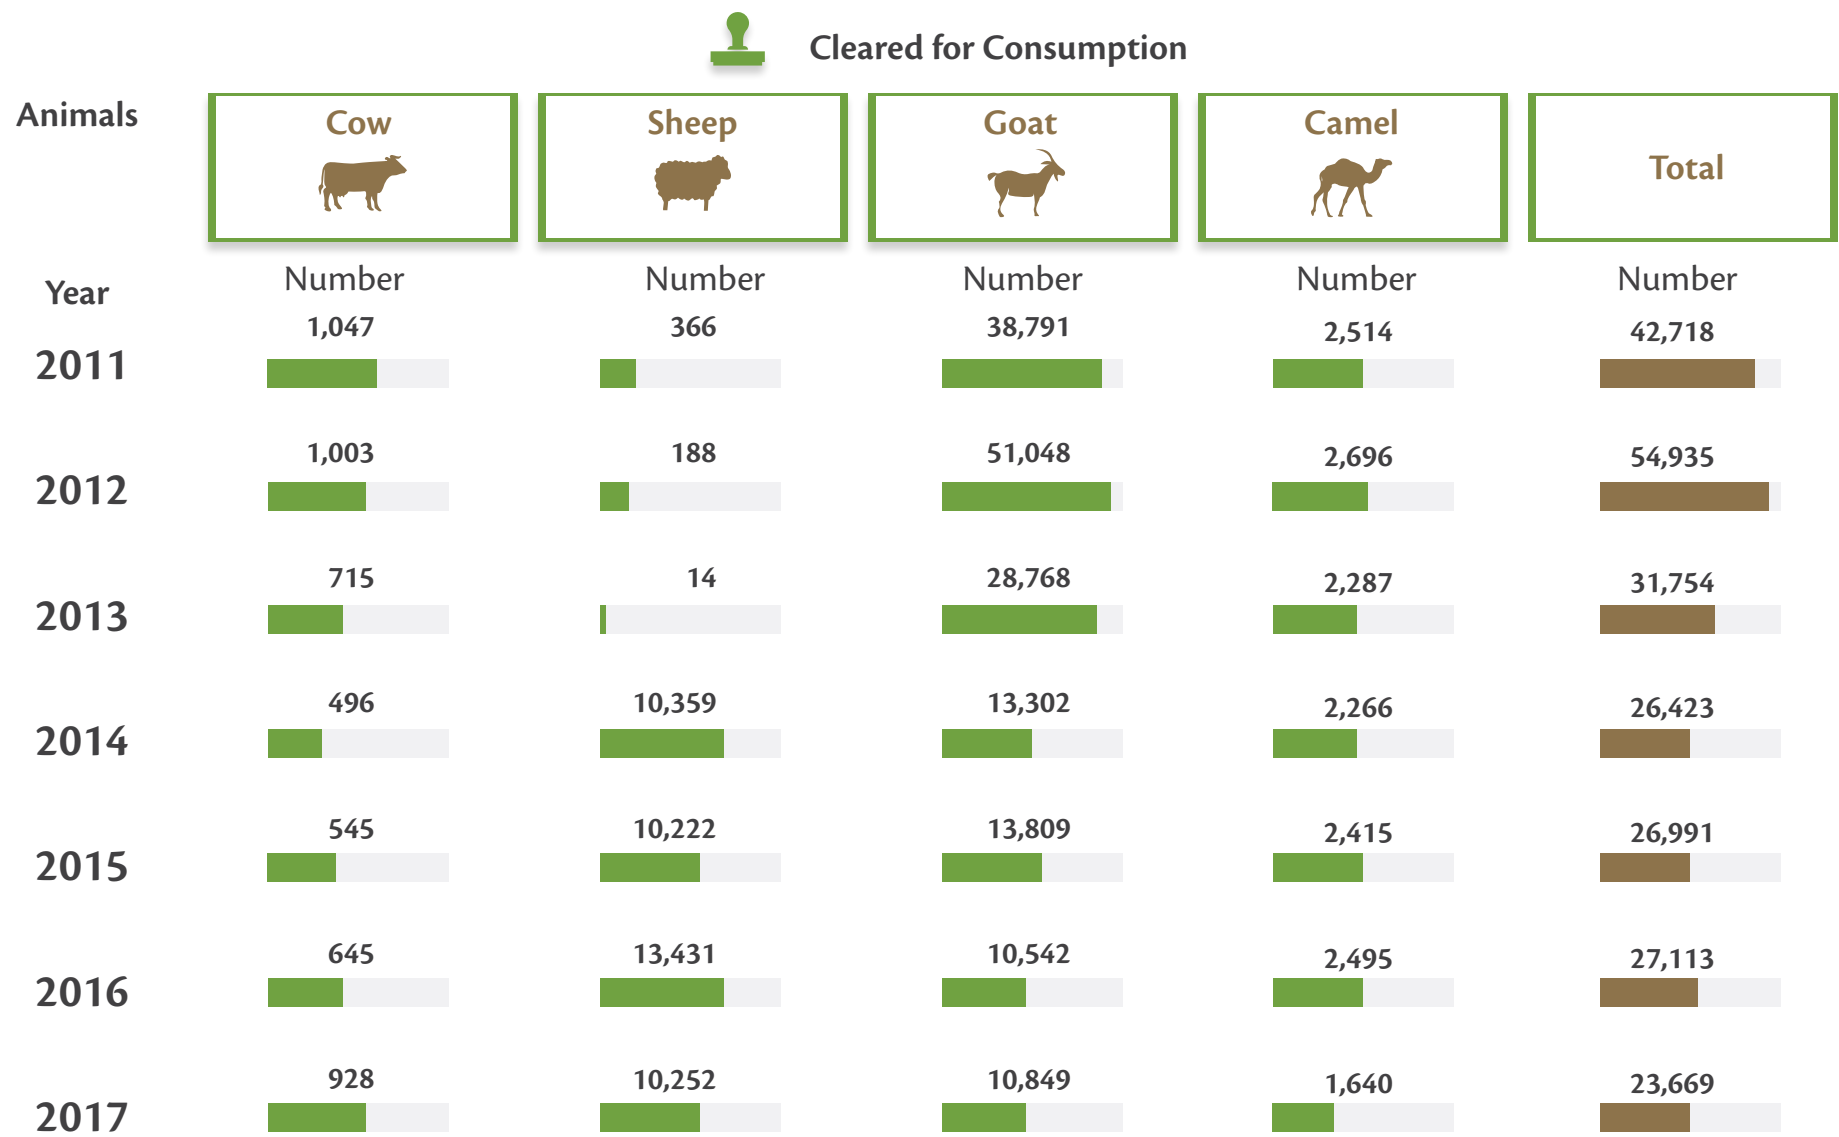 Cleared for Consumption
Animals Cow Sheep Goat Camel Total
Year Number Number Number Number Number
2011 1,047 366 38,791 2,514 42,718
2012 1,003 188 51,048 2,696 54,935
2013 715 14 28,768 2,287 31,754
2014 496 10,359 13,302 2,266 26,423
2015 545 10,222 13,809 2,415 26,991
2016 645 13,431 10,542 2,495 27,113
2017 928 10,252 10,849 1,640 23,669